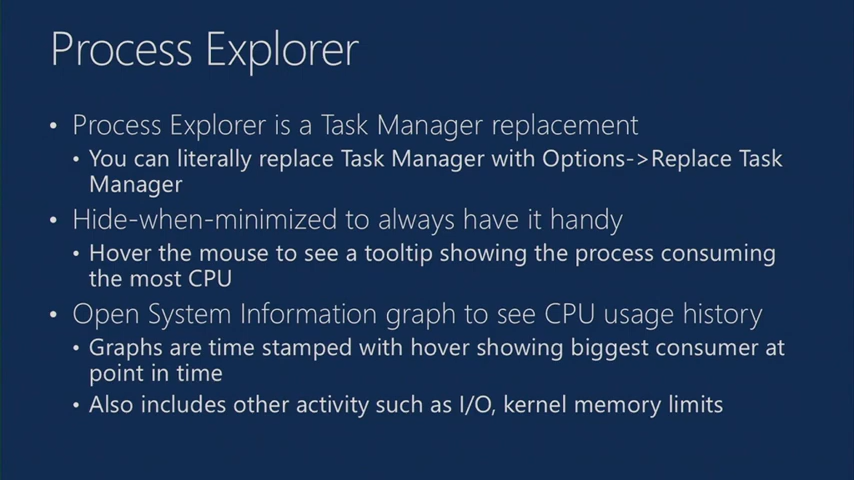 Process Explorer
• Process Explorer is a Task Manager replacement
• You can literally replace Task Manager with Options->Replace Task
Manager
• Hide-when-minimized to always have it handy
• Hover the mouse to see a tooltip showing the process consuming
the most CPU
• Open System Information graph to see CPU usage history
• Graphs are time stamped with hover showing biggest consumer at
point in time
• Also includes other activity such as I/O, kernel memory limits